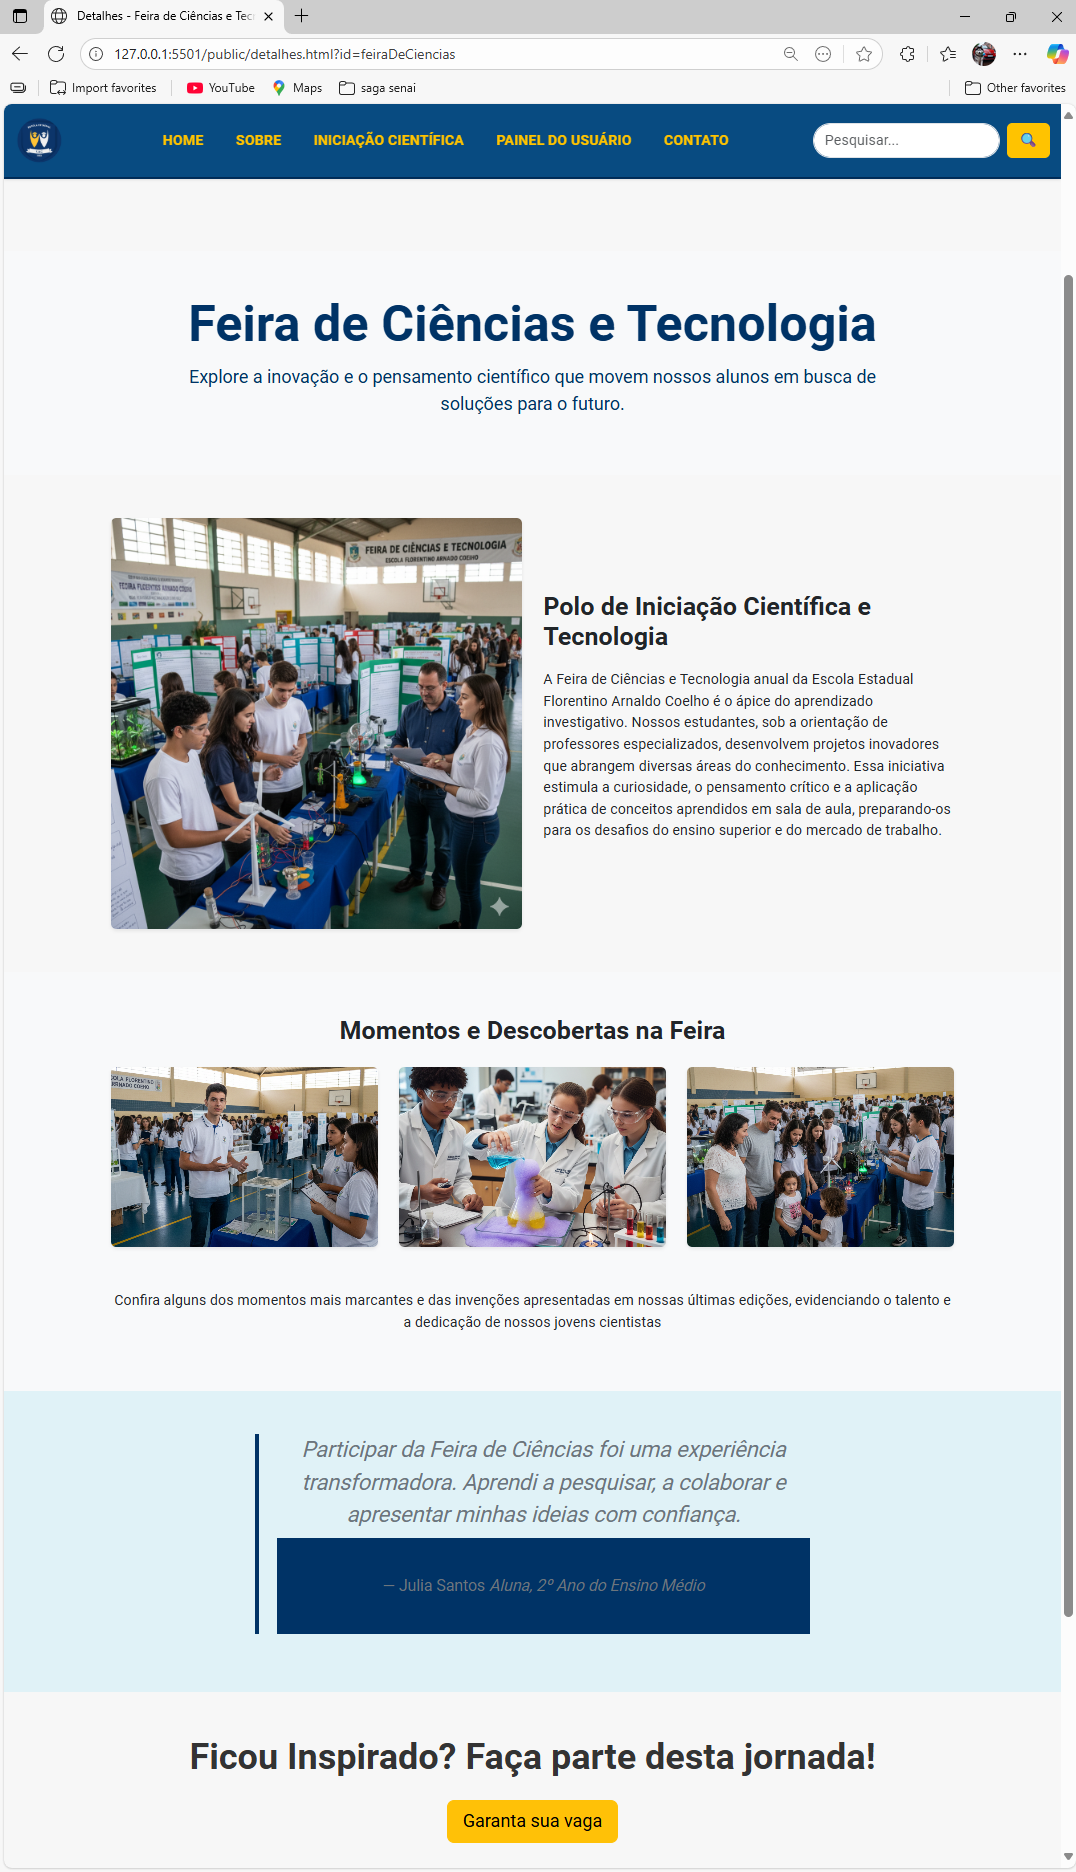 Detalhes - Feira de Ciências e Tec
127.0.0.1:5501/public/detalhes.html?id=feiraDeCiencias
Import favorites
YouTube
Maps
saga senai
Other favorites
HOME
SOBRE
INICIAÇÃO CIENTÍFICA
PAINEL DO USUÁRIO
CONTATO
Pesquisar...
Feira de Ciências e Tecnologia
Explore a inovação e o pensamento científico que movem nossos alunos em busca de
soluções para o futuro.
FEIRA DE CIÊNCIAS E TECNOLOGIA
ESCOLA FLORENTINO ARNADO COELHO
Polo de Iniciação Científica e
Tecnologia
A Feira de Ciências e Tecnologia anual da Escola Estadual
Florentino Arnaldo Coelho é o ápice do aprendizado
investigativo. Nossos estudantes, sob a orientação de
professores especializados, desenvolvem projetos inovadores
que abrangem diversas áreas do conhecimento. Essa iniciativa
estimula a curiosidade, o pensamento crítico e a aplicação
prática de conceitos aprendidos em sala de aula, preparando-os
para os desafios do ensino superior e do mercado de trabalho.
Momentos e Descobertas na Feira
Confira alguns dos momentos mais marcantes e das invenções apresentadas em nossas últimas edições, evidenciando o talento e
a dedicação de nossos jovens cientistas
Participar da Feira de Ciências foi uma experiência
transformadora. Aprendi a pesquisar, a colaborar e
apresentar minhas ideias com confiança.
— Julia Santos Aluna, 2º Ano do Ensino Médio
Ficou Inspirado? Faça parte desta jornada!
Garanta sua vaga